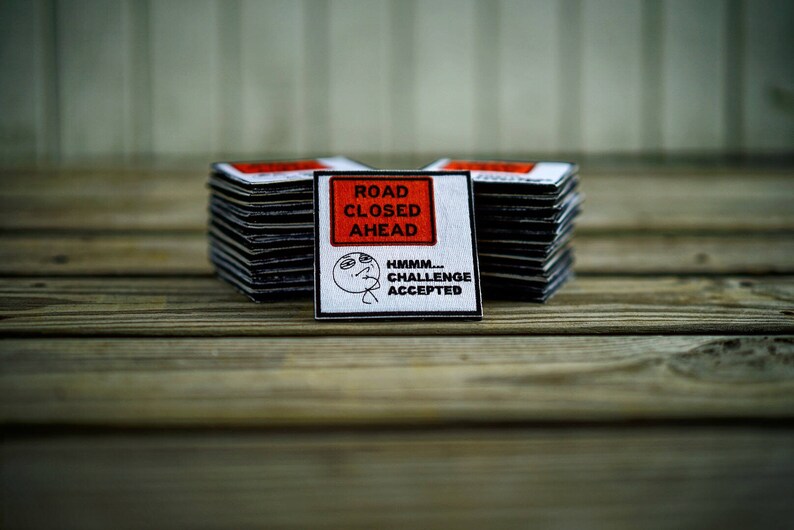 ROAD
CLOSED
AHEAD
HMMM...
CHALLENGE
ACCEPTED